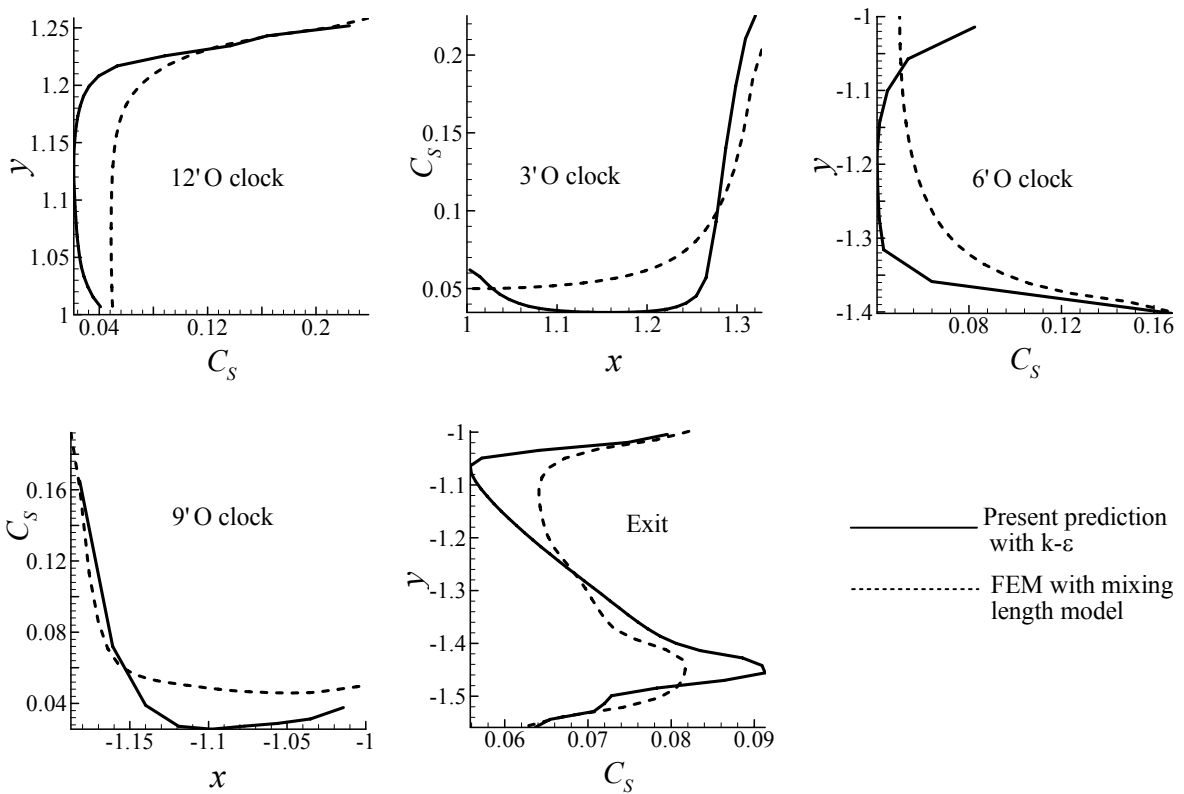 1.25
1.2
1.15
1.1
1.05
1
y
12'O clock
0.04
0.12
0.2
C_S
0.2
0.15
0.1
0.05
C_S
3'O clock
1
1.1
1.2
1.3
x
-1
-1.1
-1.2
-1.3
-1.4
y
6'O clock
0.08
0.12
0.16
C_S
0.16
0.12
0.08
0.04
C_S
9'O clock
-1.15
-1.1
-1.05
-1
x
-1
-1.1
-1.2
-1.3
-1.4
-1.5
y
Exit
0.06
0.07
0.08
0.09
C_S
Present prediction
with k-ε
FEM with mixing
length model